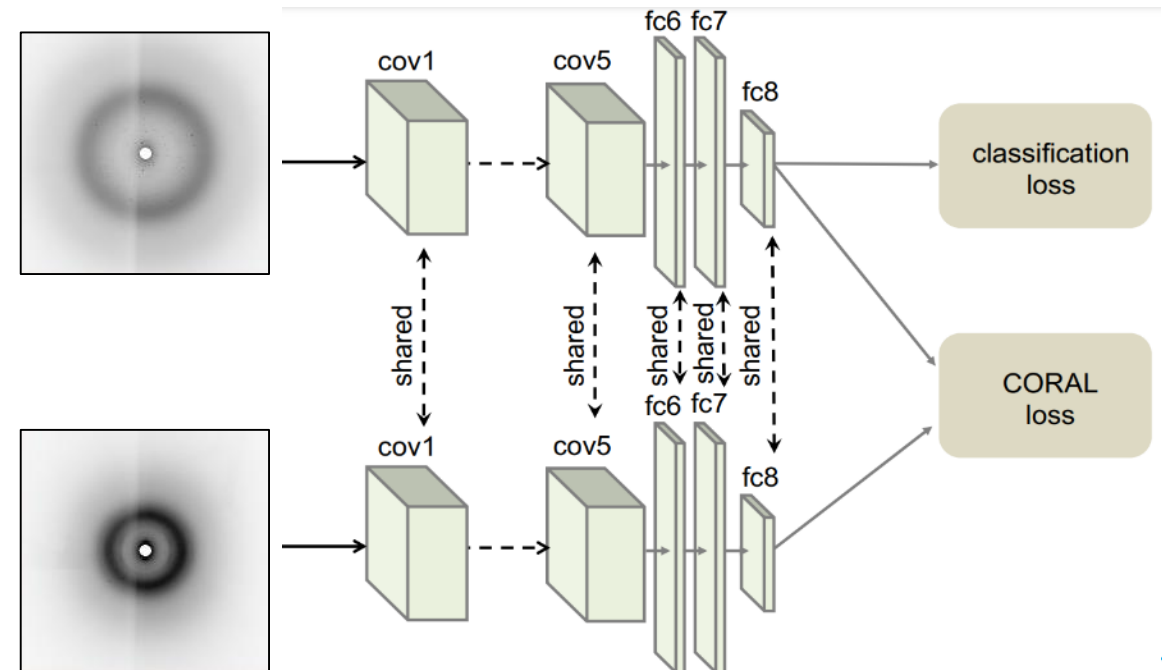 fc6 fc7
cov1
cov5
fc8
classification
loss
shared
shared
shared
shared
shared
CORAL
loss
fc6 fc7
cov1
cov5
fc8